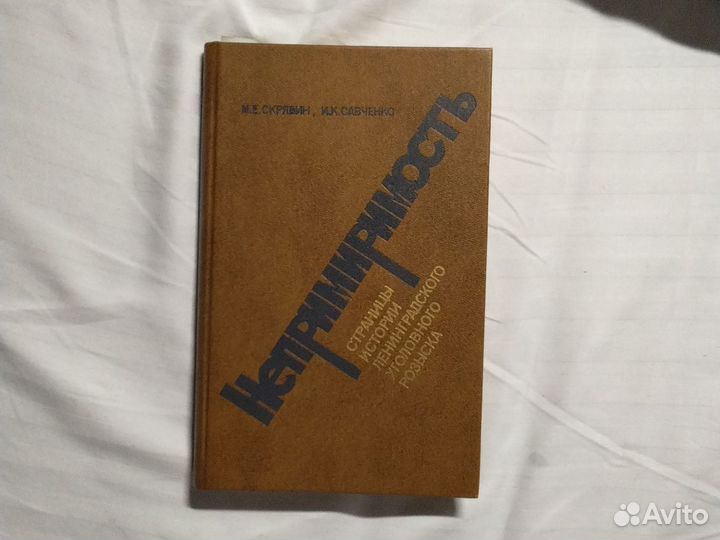 М.Е.СКРЯБИН, И.К.САВЧЕНКО
Непримиримость
СТРАНИЦЫ
ИСТОРИИ
ЛЕНИНГРАДСКОГО
УГОЛОВНОГО
РОЗЫСКА
Avito